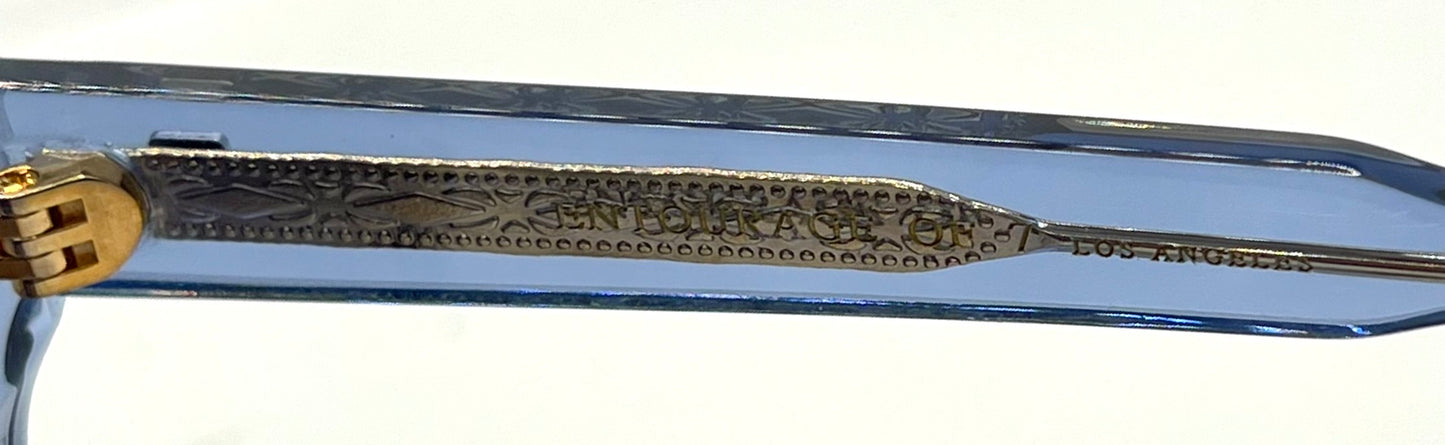 ENTOURAGE OF 7 LOS ANGELES